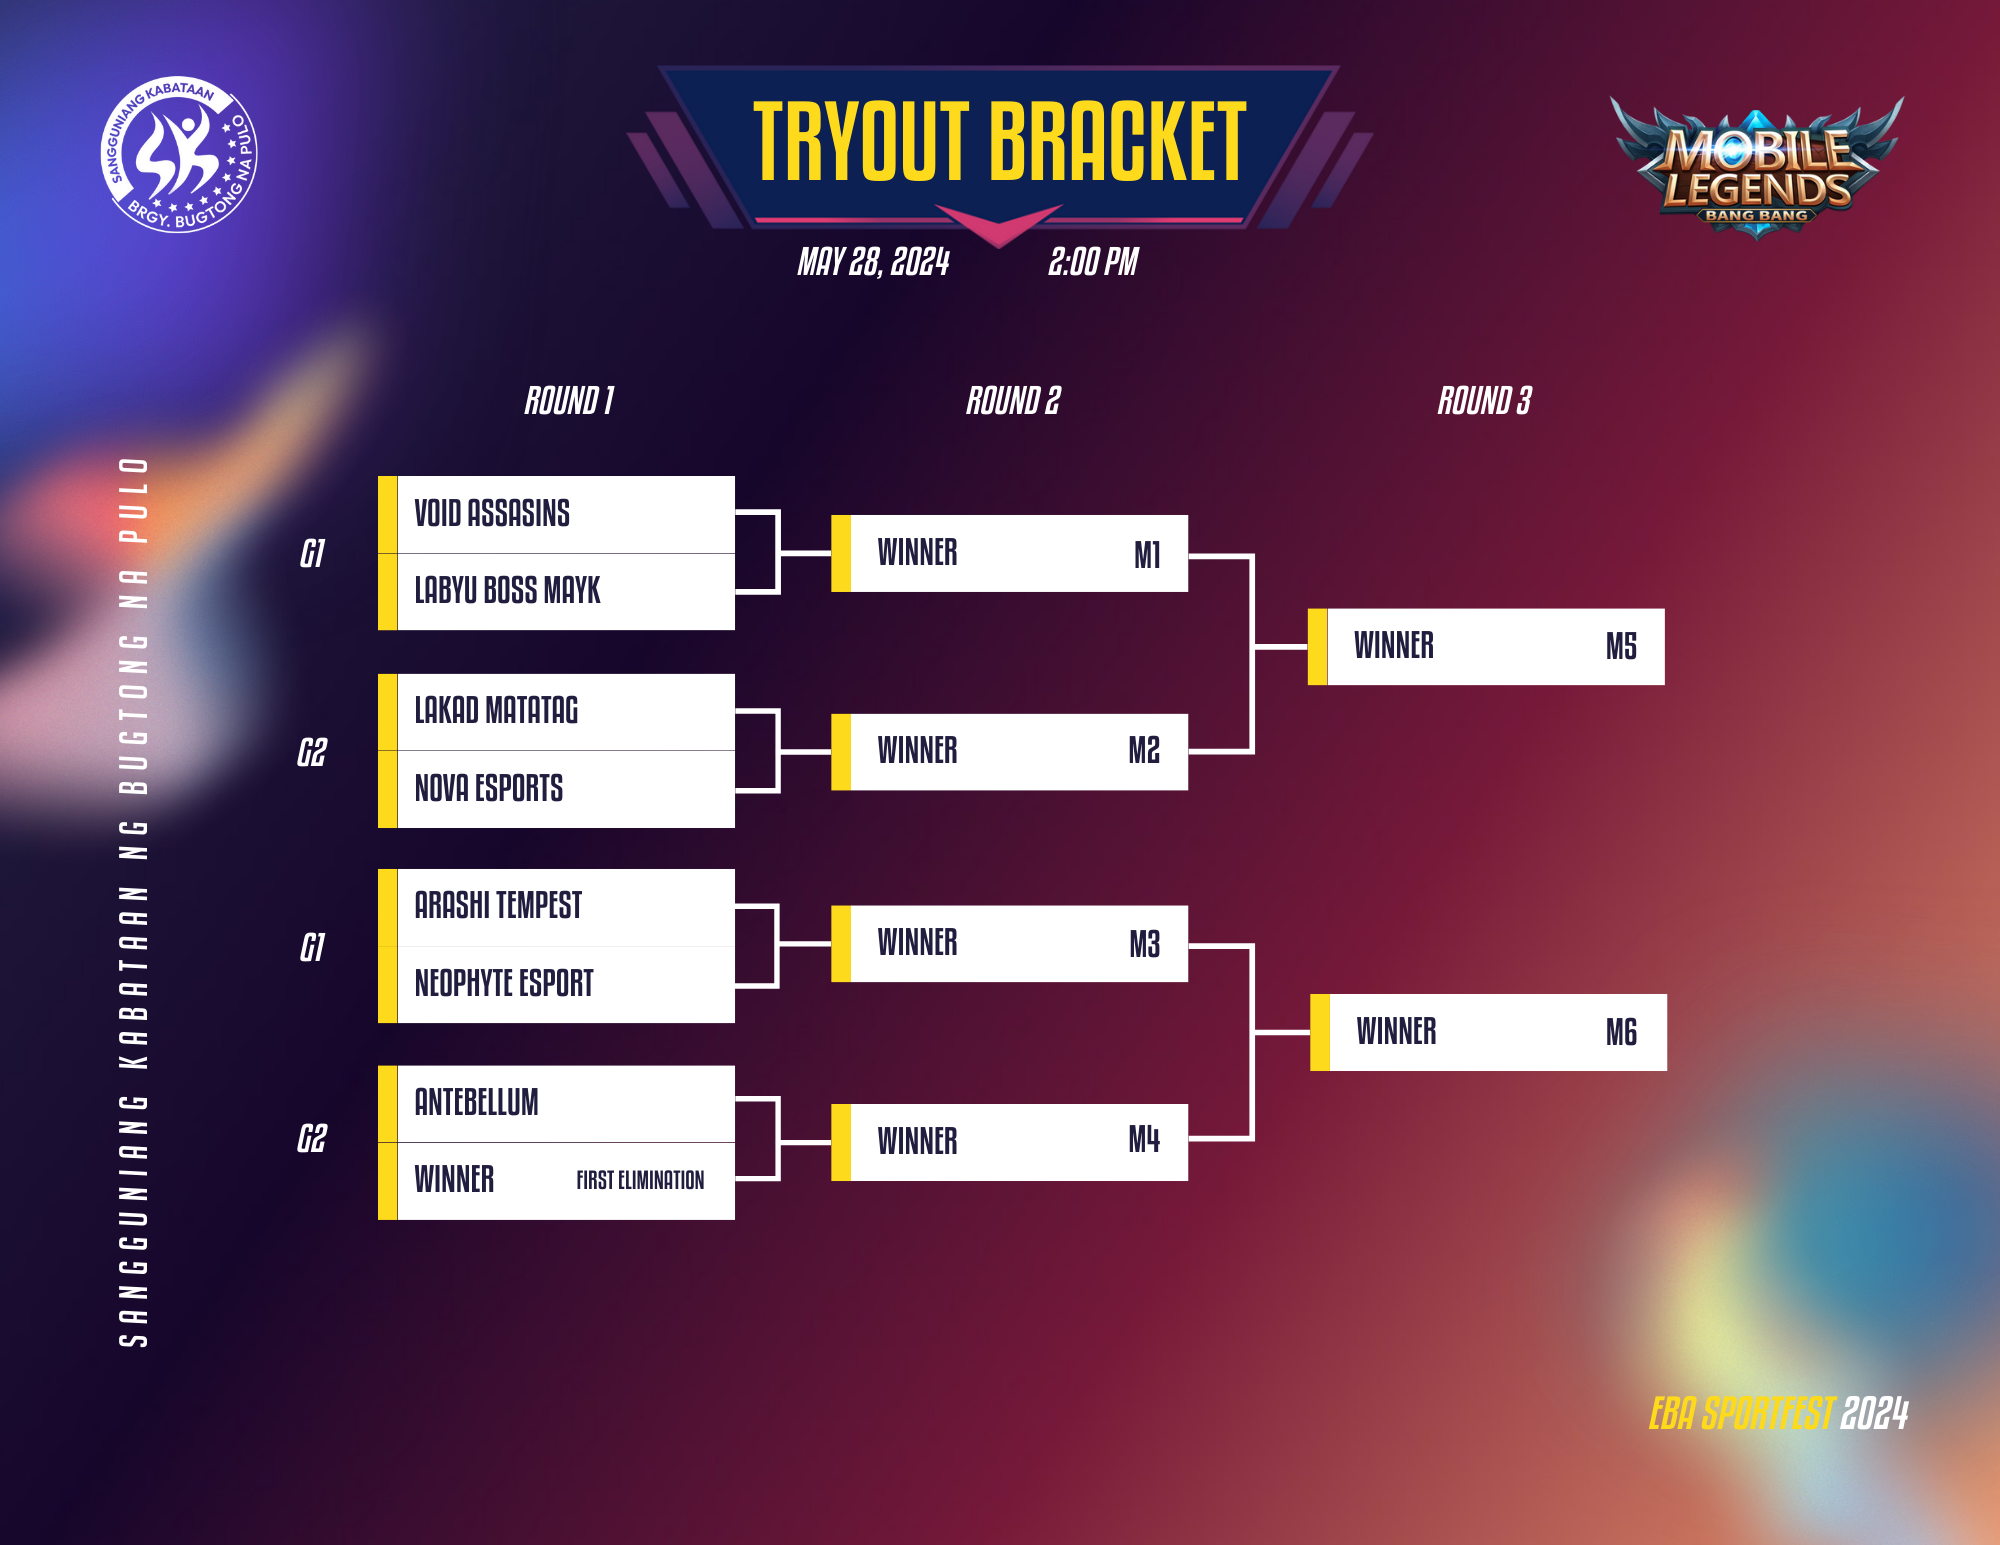 SANGGUNIANG KABATAAN
BRGY. BUGTONG NA PULO
TRYOUT BRACKET
MOBILE
LEGENDS
BANG BANG
MAY 28, 2024 2:00 PM
ROUND 1 ROUND 2 ROUND 3
SANGGUNIANG KABATAAN NG BUGTONG NA PULO
G1
VOID ASSASINS
LABYU BOSS MAYK
WINNER M1
G2
LAKAD MATATAG
NOVA ESPORTS
WINNER M2
WINNER M5
G1
ARASHI TEMPEST
NEOPHYTE ESPORT
WINNER M3
G2
ANTEBELLUM
WINNER FIRST ELIMINATION
WINNER M4
WINNER M6
EBA SPORTFEST 2024